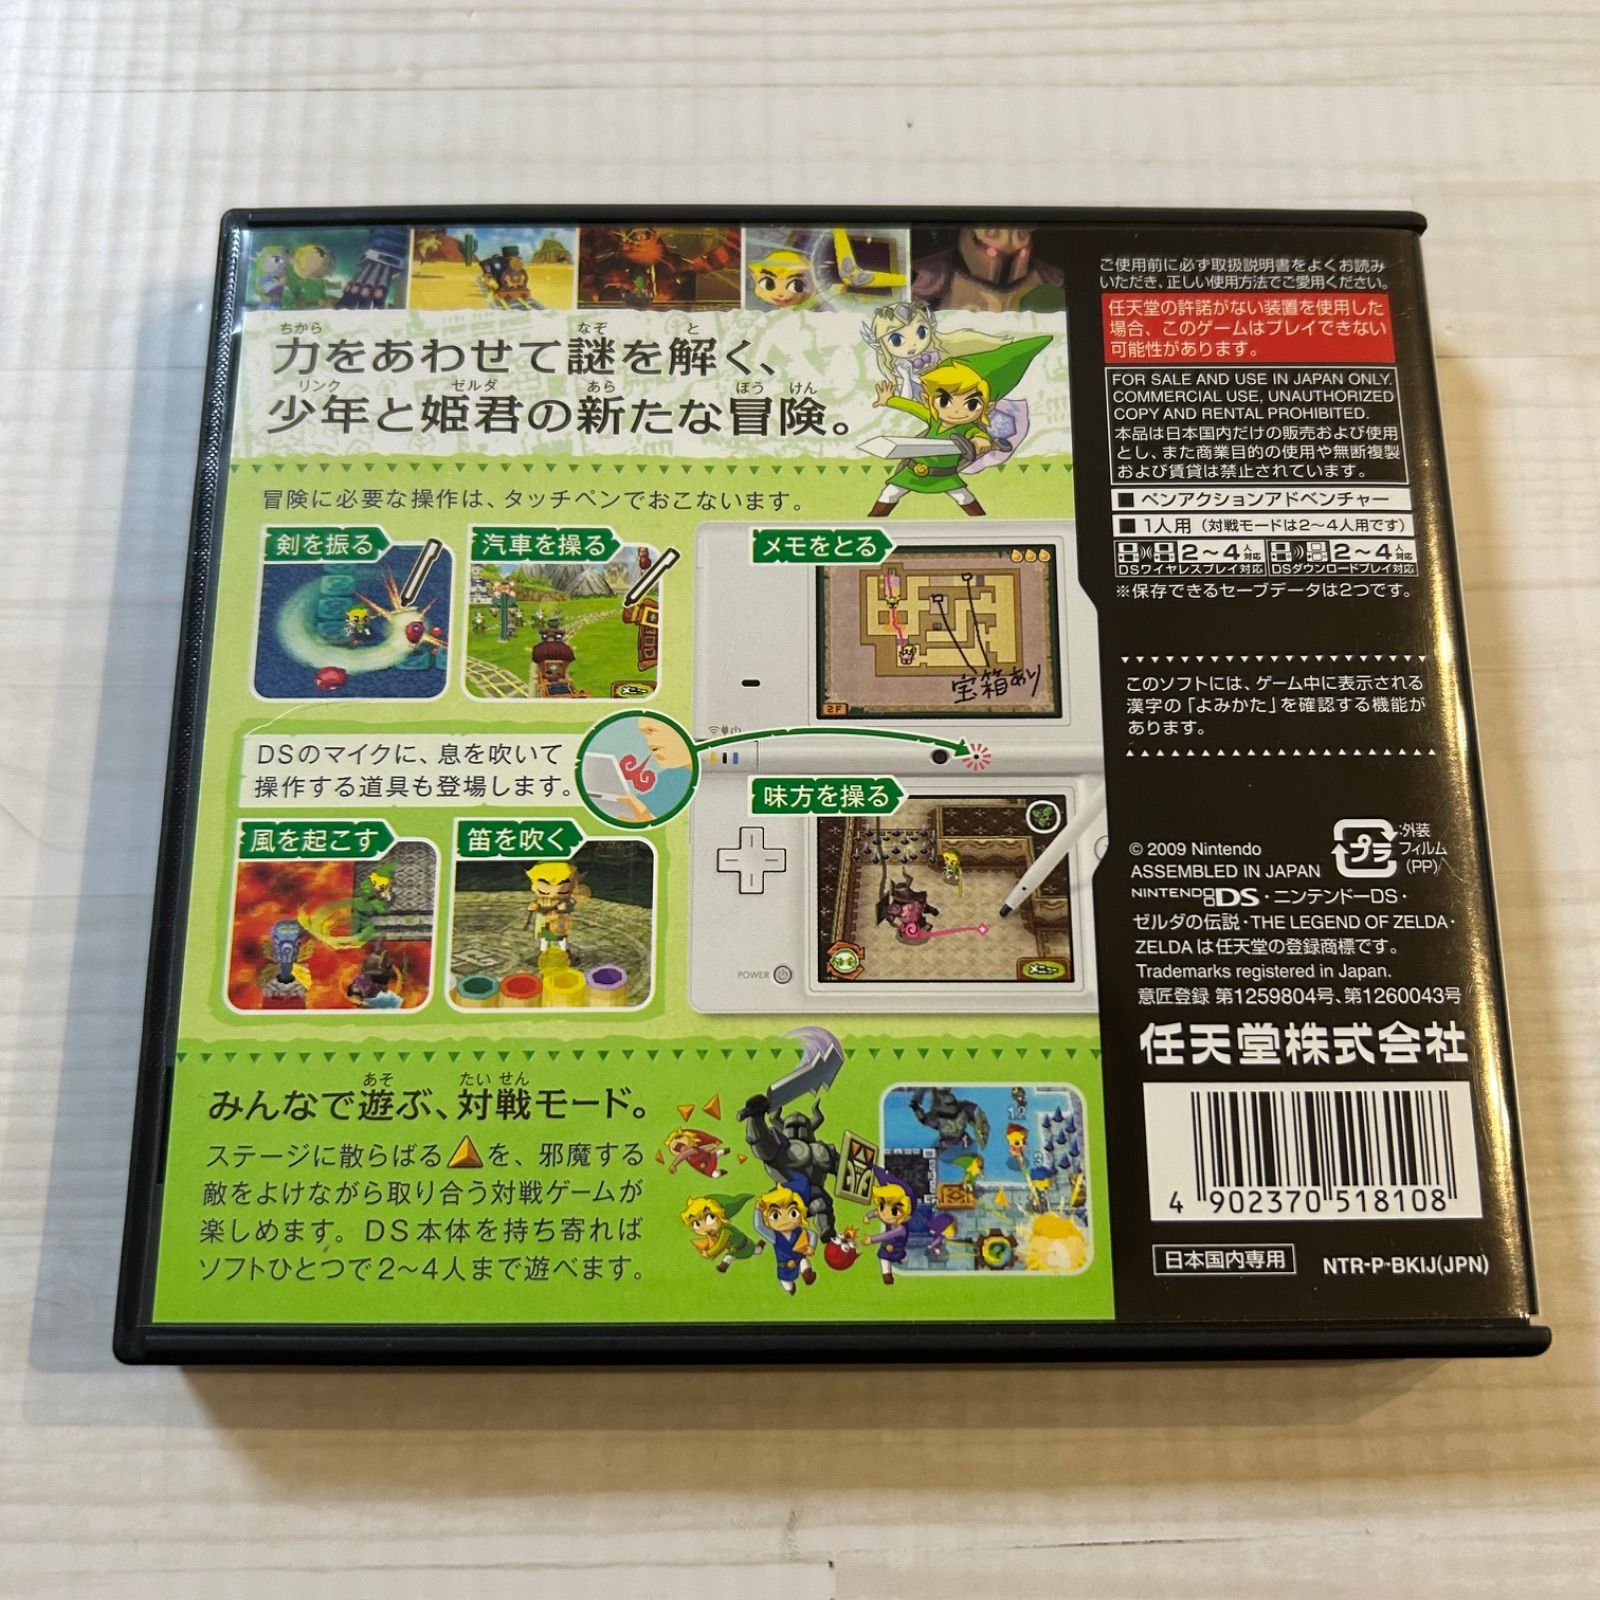 ちから なぞ と
力をあわせて謎を解く、
リンク ゼルダ あら ぼう けん
少年と姫君の新たな冒険。
冒険に必要な操作は、タッチペンでおこないます。
剣を振る
汽車を操る
メニュー
メモをとる
宝箱あり
2F
DSのマイクに、息を吹いて
操作する道具も登場します。
味方を操る
風を起こす
笛を吹く
POWER
メニュー
あそ たい せん
みんなで遊ぶ、対戦モード。
ステージに散らばる▲を、邪魔する
敵をよけながら取り合う対戦ゲームが
楽しめます。DS本体を持ち寄れば
ソフトひとつで2～4人まで遊べます。
ご使用前に必ず取扱説明書をよくお読み
いただき、正しい使用方法でご愛用ください。
任天堂の許諾がない装置を使用した
場合、このゲームはプレイできない
可能性があります。
FOR SALE AND USE IN JAPAN ONLY.
COMMERCIAL USE, UNAUTHORIZED
COPY AND RENTAL PROHIBITED.
本品は日本国内だけの販売および使用
とし、また商業目的の使用や無断複製
および賃貸は禁止されています。
■ ペンアクションアドベンチャー
■ 1人用（対戦モードは2～4人用です）
2～4人対応 DSワイヤレスプレイ対応
2～4人対応 DSダウンロードプレイ対応
※保存できるセーブデータは2つです。
このソフトには、ゲーム中に表示される
漢字の「よみかた」を確認する機能が
あります。
プラ
:外装
フィルム
(PP)
© 2009 Nintendo
ASSEMBLED IN JAPAN
NINTENDO DS・ニンテンドーDS・
ゼルダの伝説・THE LEGEND OF ZELDA・
ZELDA は任天堂の登録商標です。
Trademarks registered in Japan.
意匠登録 第1259804号、第1260043号
任天堂株式会社
4 902370 518108
日本国内専用
NTR-P-BKIJ(JPN)